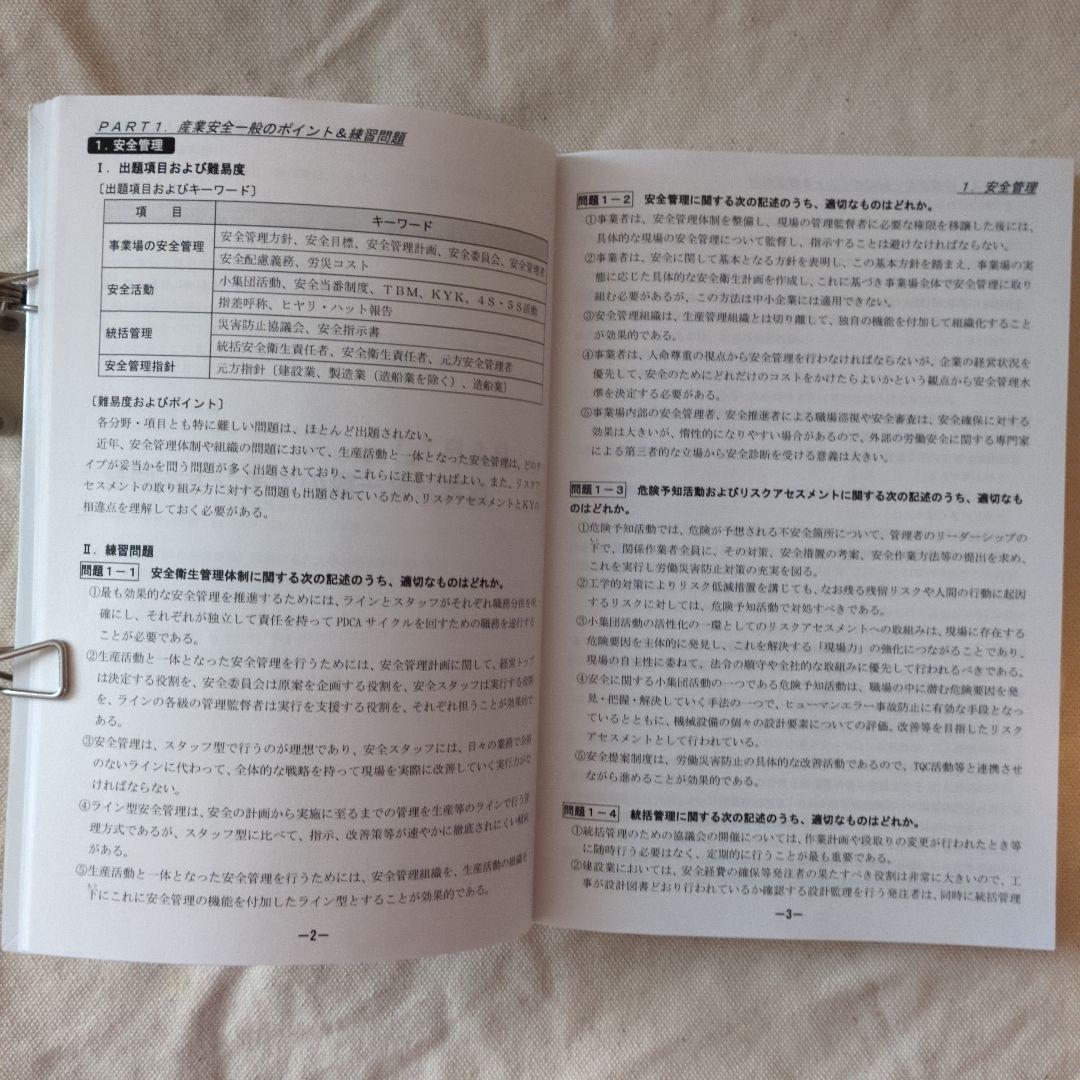 PART1．産業安全一般のポイント＆練習問題
1．安全管理
Ⅰ．出題項目および難易度
〔出題項目およびキーワード〕
項　目
キーワード
事業場の安全管理
安全管理方針、安全目標、安全管理計画、安全委員会、安全管理者
安全配慮義務、労災コスト
安全活動
小集団活動、安全当番制度、ＴＢＭ、ＫＹＫ、４Ｓ・５Ｓ活動
指差呼称、ヒヤリ・ハット報告
統括管理
災害防止協議会、安全指示書
統括安全衛生責任者、安全衛生責任者、元方安全管理者
安全管理指針
元方指針〔建設業、製造業（造船業を除く）、造船業〕
〔難易度およびポイント〕
各分野・項目とも特に難しい問題は、ほとんど出題されない。
近年、安全管理体制や組織の問題において、生産活動と一体となった安全管理は、どの
イプが妥当かを問う問題が多く出題されており、これらに注意すればよい。また、リスク
セスメントの取り組み方に対する問題も出題されているため、リスクアセスメントとKYの
相違点を理解しておく必要がある。
Ⅱ．練習問題
問題１－１　安全衛生管理体制に関する次の記述のうち、適切なものはどれか。
①最も効果的な安全管理を推進するためには、ラインとスタッフがそれぞれ職務分担を
確にし、それぞれが独立して責任を持って PDCA サイクルを回すための職務を遂行する
ことが必要である。
②生産活動と一体となった安全管理を行うためには、安全管理計画に関して、経営トップ
は決定する役割を、安全委員会は原案を企画する役割を、安全スタッフは実行する役割
を、ラインの各級の管理監督者は実行を支援する役割を、それぞれ担うことが効果的で
ある。
③安全管理は、スタッフ型で行うのが理想であり、安全スタッフには、日々の業務で余裕
のないラインに代わって、全体的な戦略を持って現場を実際に改善していく実行力がな
ければならない。
④ライン型安全管理は、安全の計画から実施に至るまでの管理を生産等のラインで行う管
理方式であるが、スタッフ型に比べて、指示、改善策等が速やかに徹底されにくい傾向
がある。
⑤生産活動と一体となった安全管理を行うためには、安全管理組織を、生産活動の組織を
下にこれに安全管理の機能を付加したライン型とすることが効果的である。
―2―
1．安全管理
問題１－２　安全管理に関する次の記述のうち、適切なものはどれか。
①事業者は、安全管理体制を整備し、現場の管理監督者に必要な権限を移譲した後には、
具体的な現場の安全管理について監督し、指示することは避けなければならない。
②事業者は、安全に関して基本となる方針を表明し、この基本方針を踏まえ、事業場の実
態に応じた具体的な安全衛生計画を作成し、これに基づき事業場全体で安全管理に取り
組む必要があるが、この方法は中小企業には適用できない。
③安全管理組織は、生産管理組織とは切り離して、独自の機能を付加して組織化すること
が効果的である。
④事業者は、人命尊重の視点から安全管理を行わなければならないが、企業の経営状況を
優先して、安全のためにどれだけのコストをかけたらよいかという観点から安全管理水
準を決定する必要がある。
⑤事業場内部の安全管理者、安全推進者による職場巡視や安全審査は、安全確保に対する
効果は大きいが、惰性的になりやすい場合があるので、外部の労働安全に関する専門家
による第三者的な立場から安全診断を受ける意義は大きい。
問題１－３　危険予知活動およびリスクアセスメントに関する次の記述のうち、適切なも
のはどれか。
①危険予知活動では、危険が予想される不安全箇所について、管理者のリーダーシップの
下で、関係作業者全員に、その対策、安全措置の考案、安全作業方法等の提出を求め、
これを実行し労働災害防止対策の充実を図る。
②工学的対策によりリスク低減措置を講じても、なお残る残留リスクや人間の行動に起因
するリスクに対しては、危険予知活動で対処すべきである。
③小集団活動の活性化の一環としてのリスクアセスメントへの取組みは、現場に存在する
危険要因を主体的に発見し、これを解決する「現場力」の強化につながることであり、
現場の自主性に委ねて、法令の順守や全社的な取組みに優先して行われるべきである。
④安全に関する小集団活動の一つである危険予知活動は、職場の中に潜む危険要因を発
見・把握・解決していく手法の一つで、ヒューマンエラー事故防止に有効な手段となっ
ているとともに、機械設備の個々の設計要素についての評価、改善等を目指したリスク
アセスメントとして行われている。
⑤安全提案制度は、労働災害防止の具体的な改善活動であるので、TQC活動等と連携させ
ながら進めることが効果的である。
問題１－４　統括管理に関する次の記述のうち、適切なものはどれか。
①統括管理のための協議会の開催については、作業計画や段取りの変更が行われたとき等
に随時行う必要はなく、定期的に行うことが最も重要である。
②建設業においては、安全経費の確保等発注者の果たすべき役割は非常に大きいので、工
事が設計図書どおり行われているか確認する設計監理を行う発注者は、同時に統括管理
―3―